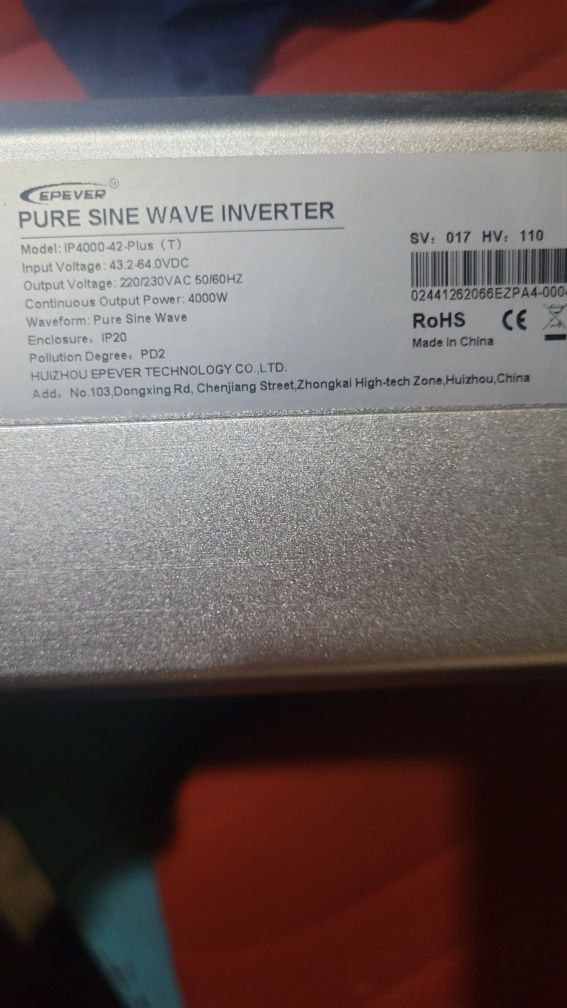 EPEVER®
PURE SINE WAVE INVERTER
Model: IP4000-42-Plus (T)
Input Voltage: 43.2-64.0VDC
Output Voltage: 220/230VAC 50/60HZ
Continuous Output Power: 4000W
Waveform: Pure Sine Wave
Enclosure: IP20
Pollution Degree: PD2
HUIZHOU EPEVER TECHNOLOGY CO.,LTD.
Add: No.103,Dongxing Rd, Chenjiang Street,Zhongkai High-tech Zone,Huizhou,China
SV: 017 HV: 110
02441262066EZPA4-000
RoHS CE
Made in China